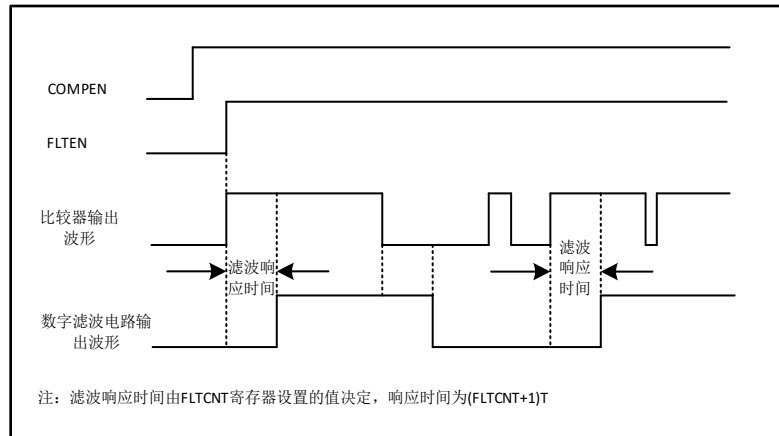 COMPEN
FLTEN
比较器输出
波形
滤波响
应时间
滤波
响应
时间
数字滤波电路输
出波形
注：滤波响应时间由FLTCNT寄存器设置的值决定，响应时间为(FLTCNT+1)T